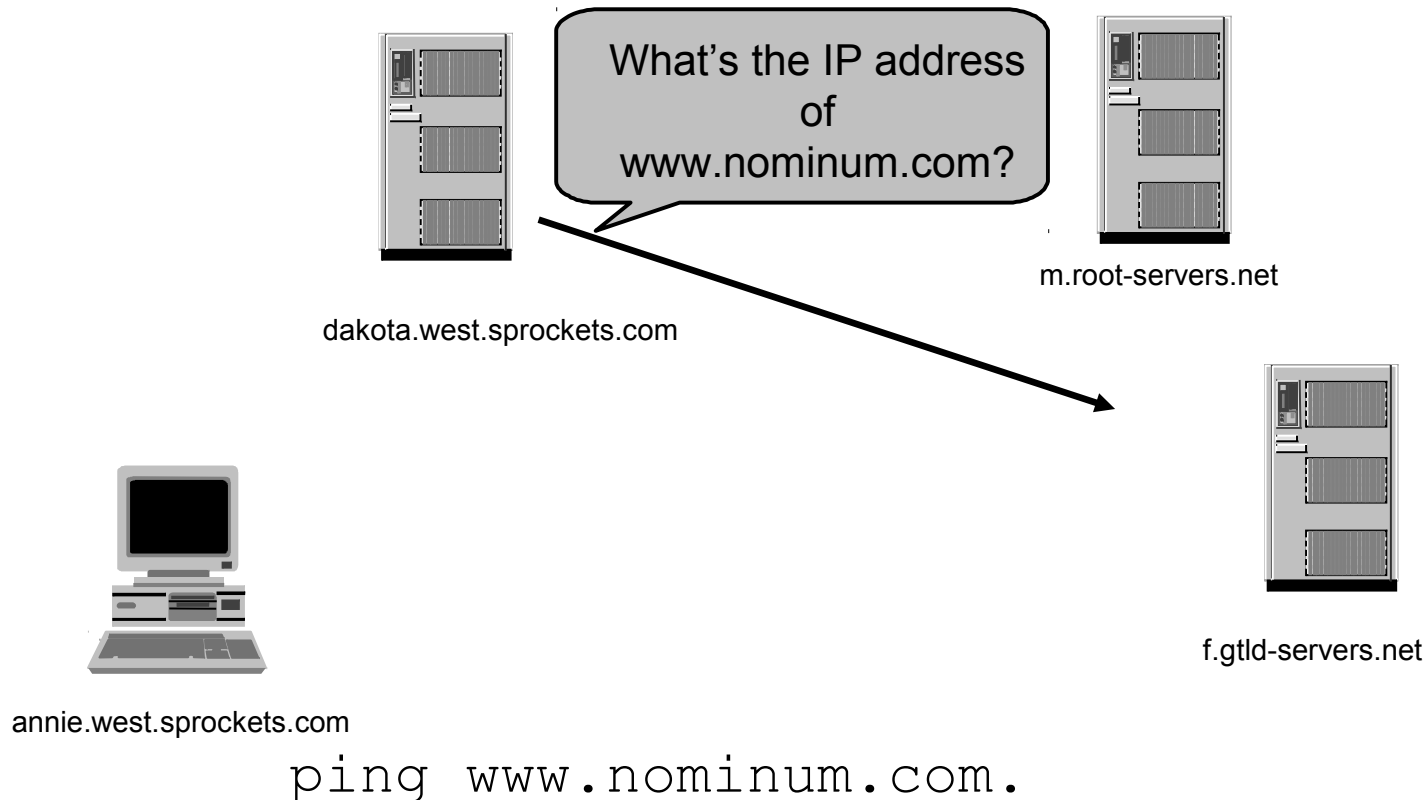 What’s the IP address
of
www.nominum.com?
m.root-servers.net
dakota.west.sprockets.com
f.gtld-servers.net
annie.west.sprockets.com
ping www.nominum.com.